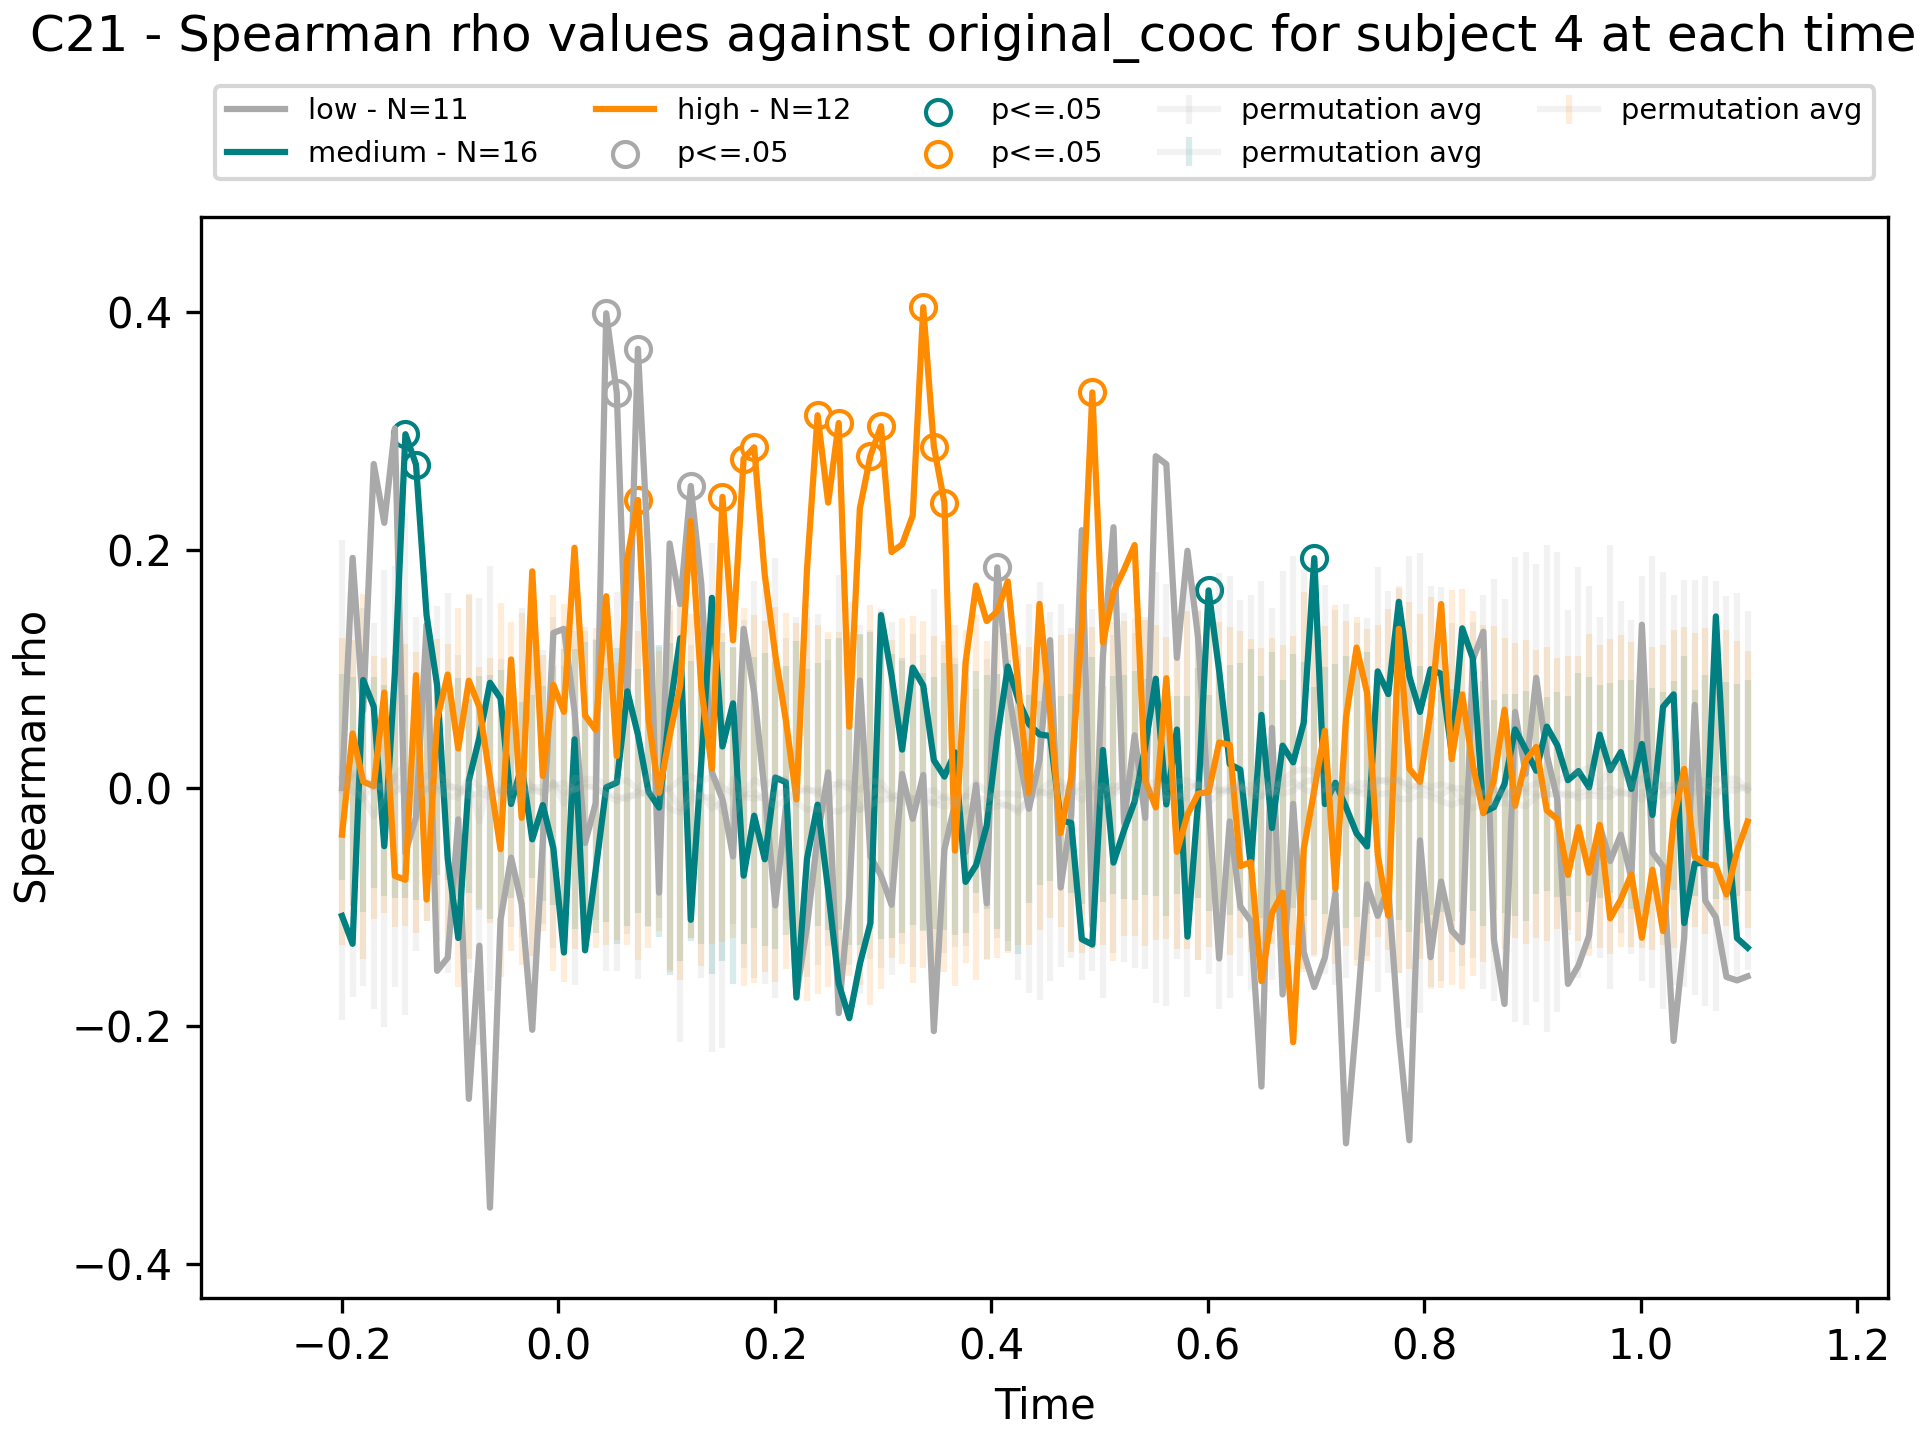 C21 - Spearman rho values against original_cooc for subject 4 at each time
low - N=11
medium - N=16
high - N=12
p<=.05
p<=.05
p<=.05
permutation avg
permutation avg
permutation avg
Spearman rho
0.4
0.2
0.0
−0.2
−0.4
−0.2
0.0
0.2
0.4
0.6
0.8
1.0
1.2
Time